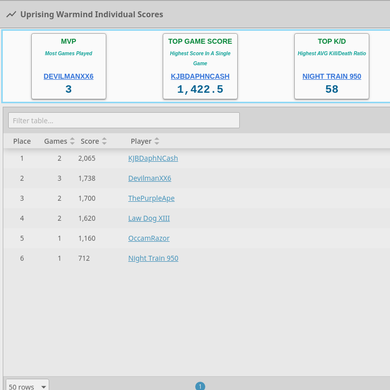 Uprising Warmind Individual Scores
MVP
Most Games Played
DEVILMANXX6
3
TOP GAME SCORE
Highest Score In A Single
Game
KJBDAPHNCASH
1,422.5
TOP K/D
Highest AVG Kill/Death Ratio
NIGHT TRAIN 950
58
Filter table...
Place Games Score Player
1 2 2,065 KJBDaphNCash
2 3 1,738 DevilmanXX6
3 2 1,700 ThePurpleApe
4 2 1,620 Law Dog XIII
5 1 1,160 OccamRazor
6 1 712 Night Train 950
50 rows 1